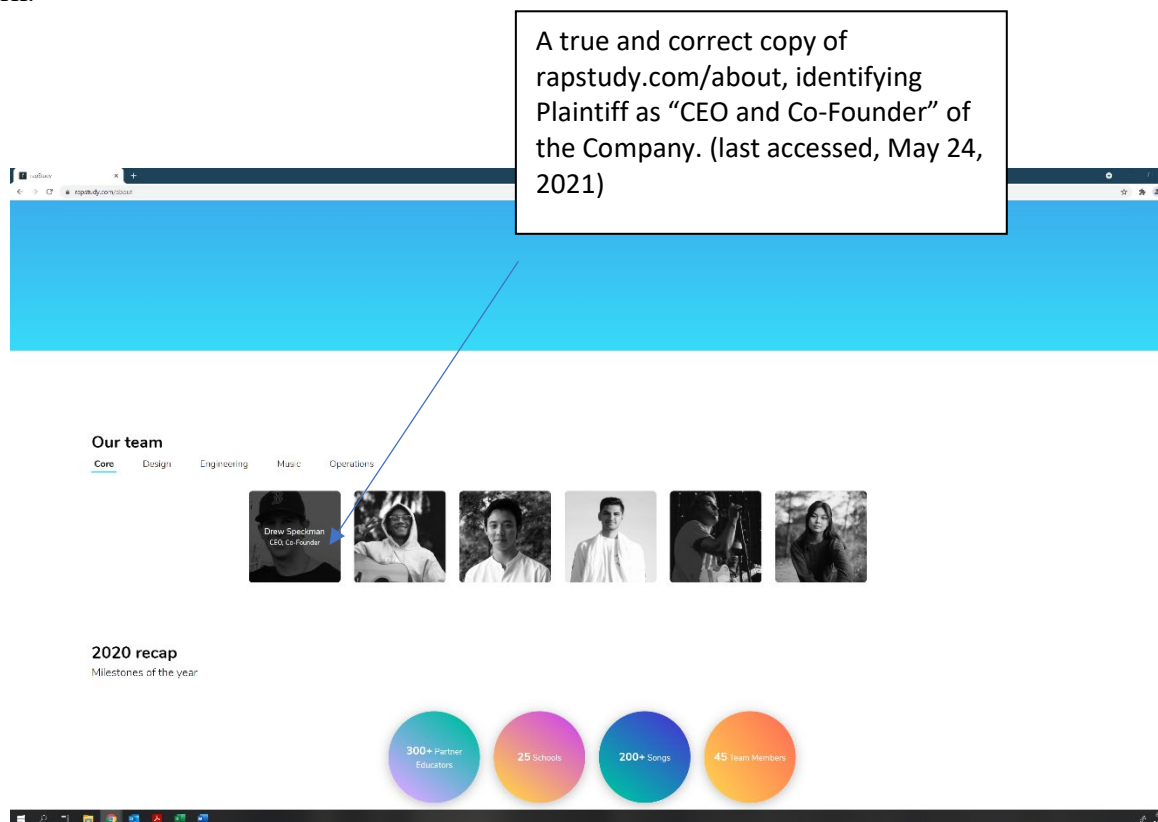 A true and correct copy of
rapstudy.com/about, identifying
Plaintiff as “CEO and Co-Founder” of
the Company. (last accessed, May 24,
2021)
rapStudy
rapstudy.com/about
Our team
Core Design Engineering Music Operations
Drew Speckman
CEO, Co-Founder
2020 recap
Milestones of the year
300+ Partner
Educators
25 Schools
200+ Songs
45 Team Members